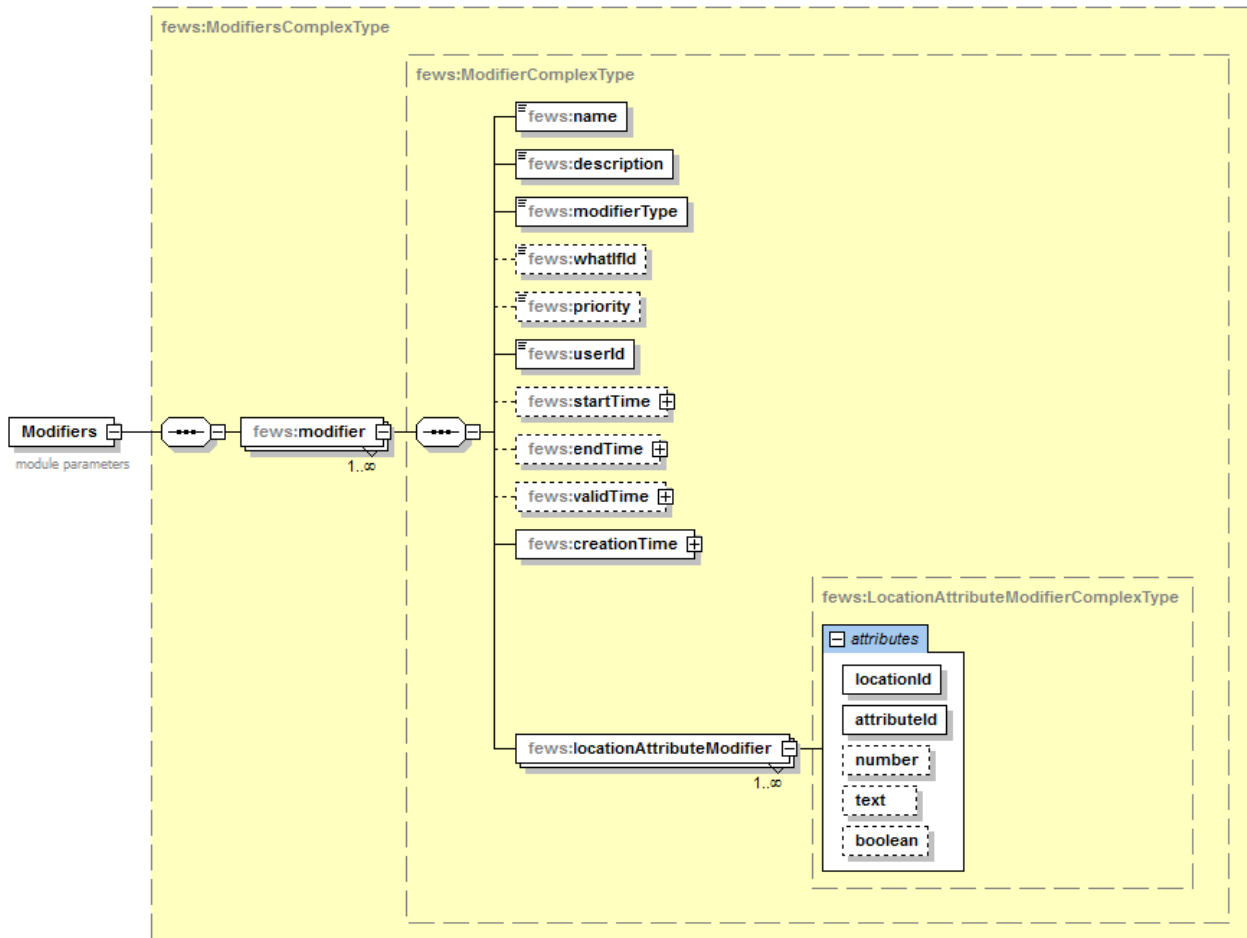 fews:ModifiersComplexType
fews:ModifierComplexType
fews:name
fews:description
fews:modifierType
fews:whatIfId
fews:priority
fews:userId
fews:startTime
Modifiers
module parameters
fews:modifier
1..∞
fews:endTime
fews:validTime
fews:creationTime
fews:LocationAttributeModifierComplexType
attributes
locationId
attributeId
fews:locationAttributeModifier
1..∞
number
text
boolean